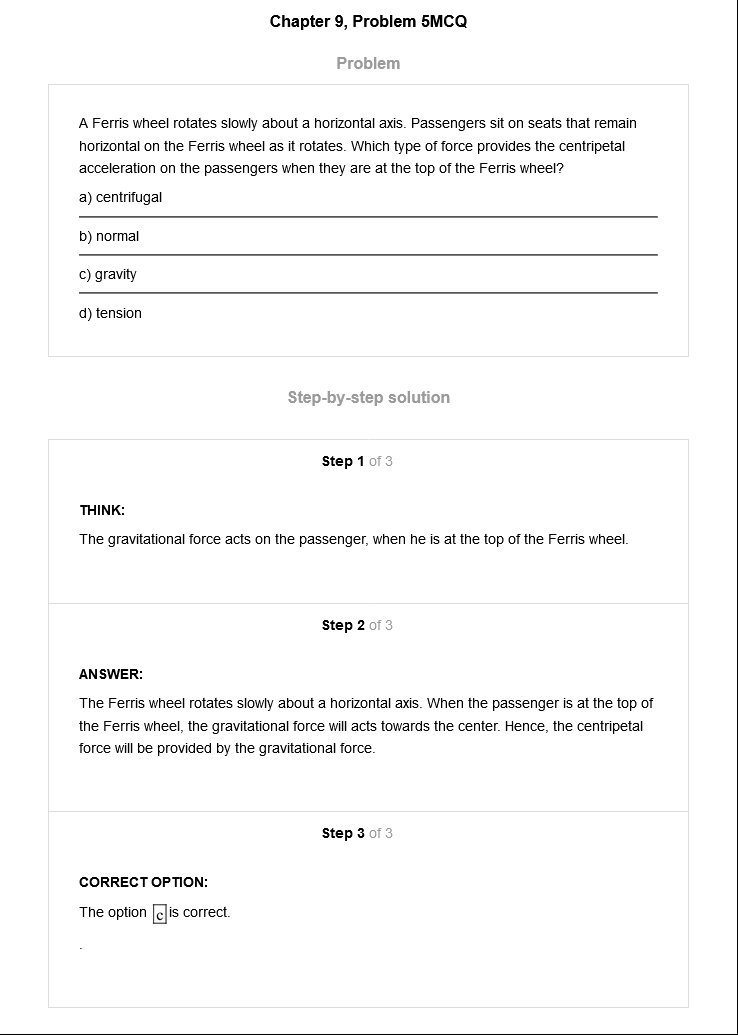 Chapter 9, Problem 5MCQ
Problem
A Ferris wheel rotates slowly about a horizontal axis. Passengers sit on seats that remain
horizontal on the Ferris wheel as it rotates. Which type of force provides the centripetal
acceleration on the passengers when they are at the top of the Ferris wheel?
a) centrifugal
b) normal
c) gravity
d) tension
Step-by-step solution
Step 1 of 3
THINK:
The gravitational force acts on the passenger, when he is at the top of the Ferris wheel.
Step 2 of 3
ANSWER:
The Ferris wheel rotates slowly about a horizontal axis. When the passenger is at the top of
the Ferris wheel, the gravitational force will acts towards the center. Hence, the centripetal
force will be provided by the gravitational force.
Step 3 of 3
CORRECT OPTION:
The option c is correct.
.